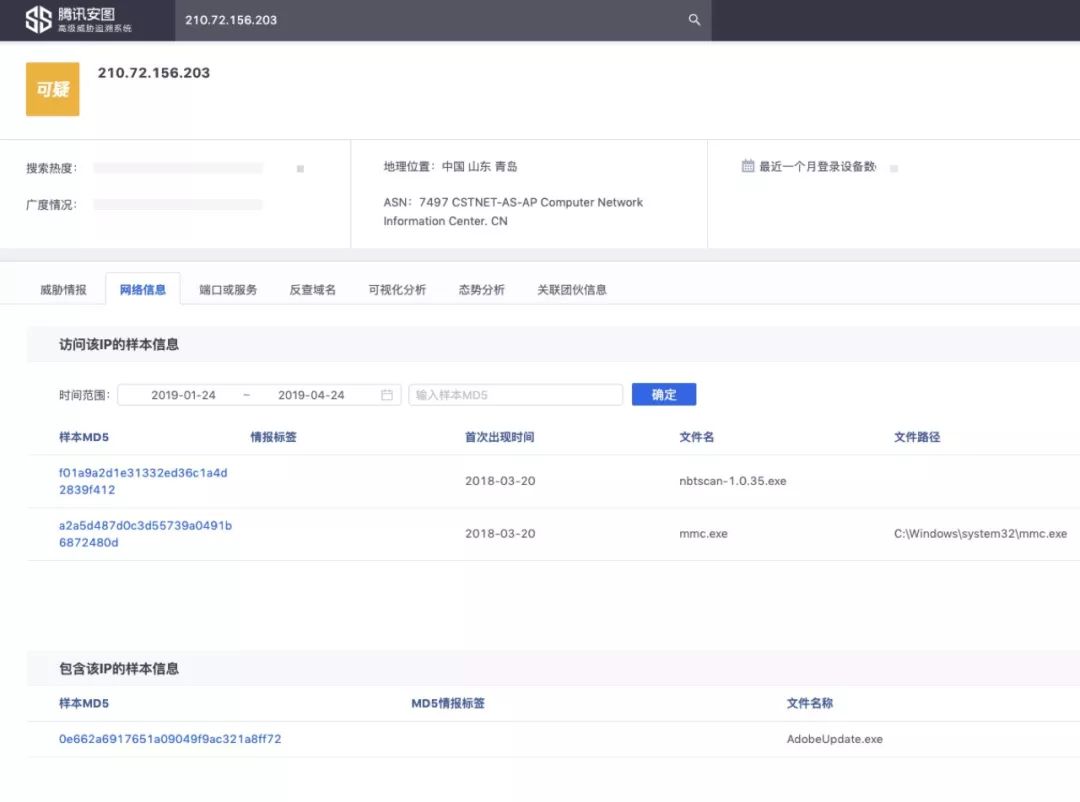 腾讯安图
高级威胁追溯系统
210.72.156.203
可疑
210.72.156.203
搜索热度：
广度情况：
地理位置：中国 山东 青岛
ASN：7497 CSTNET-AS-AP Computer Network
Information Center. CN
最近一个月登录设备数
威胁情报 网络信息 端口或服务 反查域名 可视化分析 态势分析 关联团伙信息
访问该IP的样本信息
时间范围： 2019-01-24 ~ 2019-04-24 输入样本MD5 确定
样本MD5 情报标签 首次出现时间 文件名 文件路径
f01a9a2d1e31332ed36c1a4d
2839f412
2018-03-20 nbtscan-1.0.35.exe
a2a5d487d0c3d55739a0491b
6872480d
2018-03-20 mmc.exe C:\Windows\system32\mmc.exe
包含该IP的样本信息
样本MD5 MD5情报标签 文件名称
0e662a6917651a09049f9ac321a8ff72 AdobeUpdate.exe